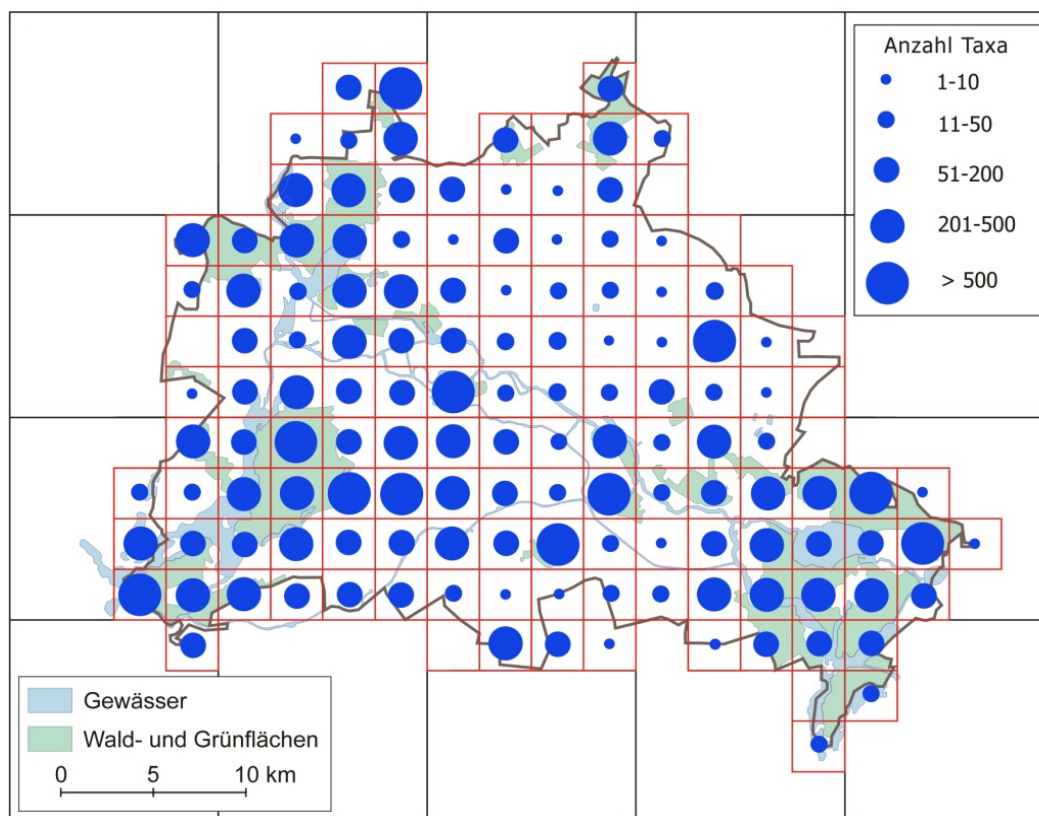 Anzahl Taxa
1-10
11-50
51-200
201-500
> 500
Gewässer
Wald- und Grünflächen
0 5 10 km